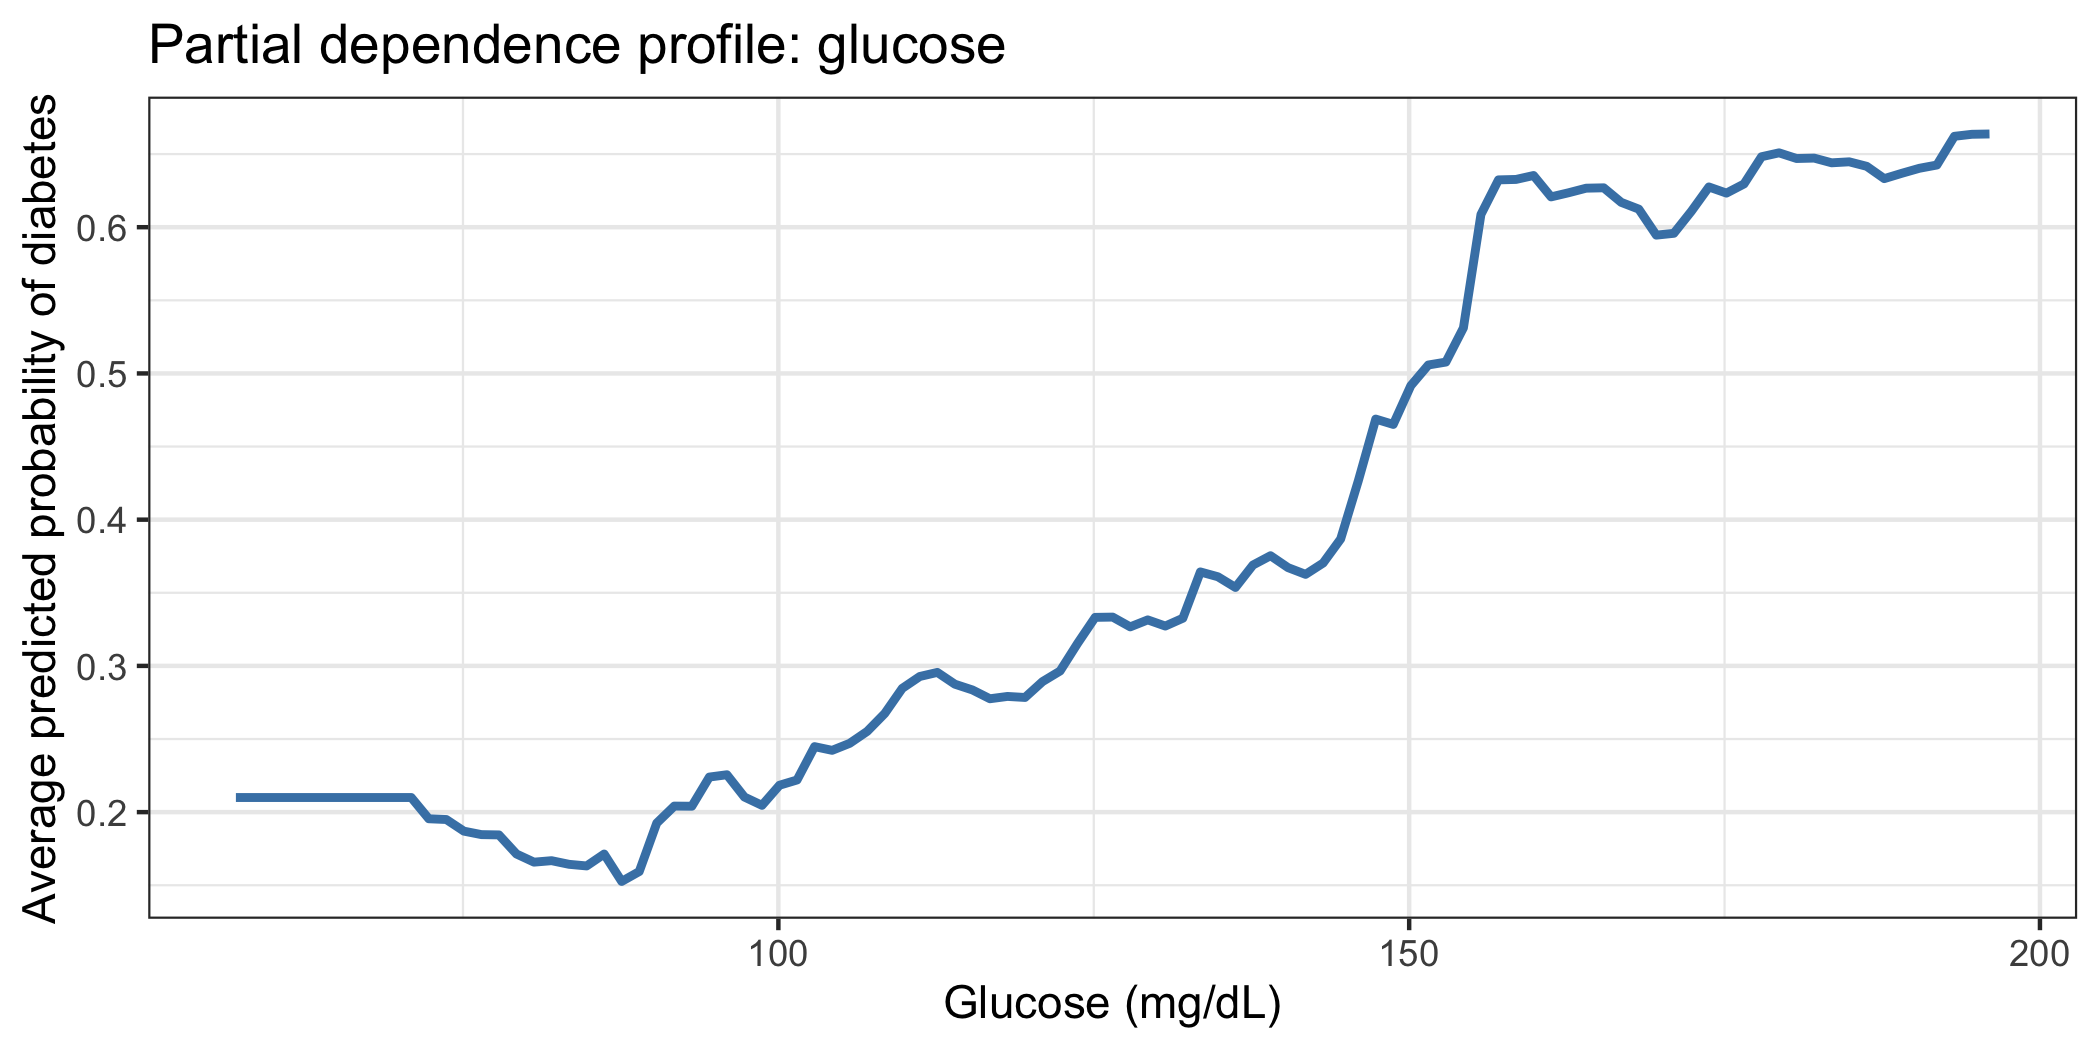 Partial dependence profile: glucose
Average predicted probability of diabetes
0.6
0.5
0.4
0.3
0.2
100
150
200
Glucose (mg/dL)